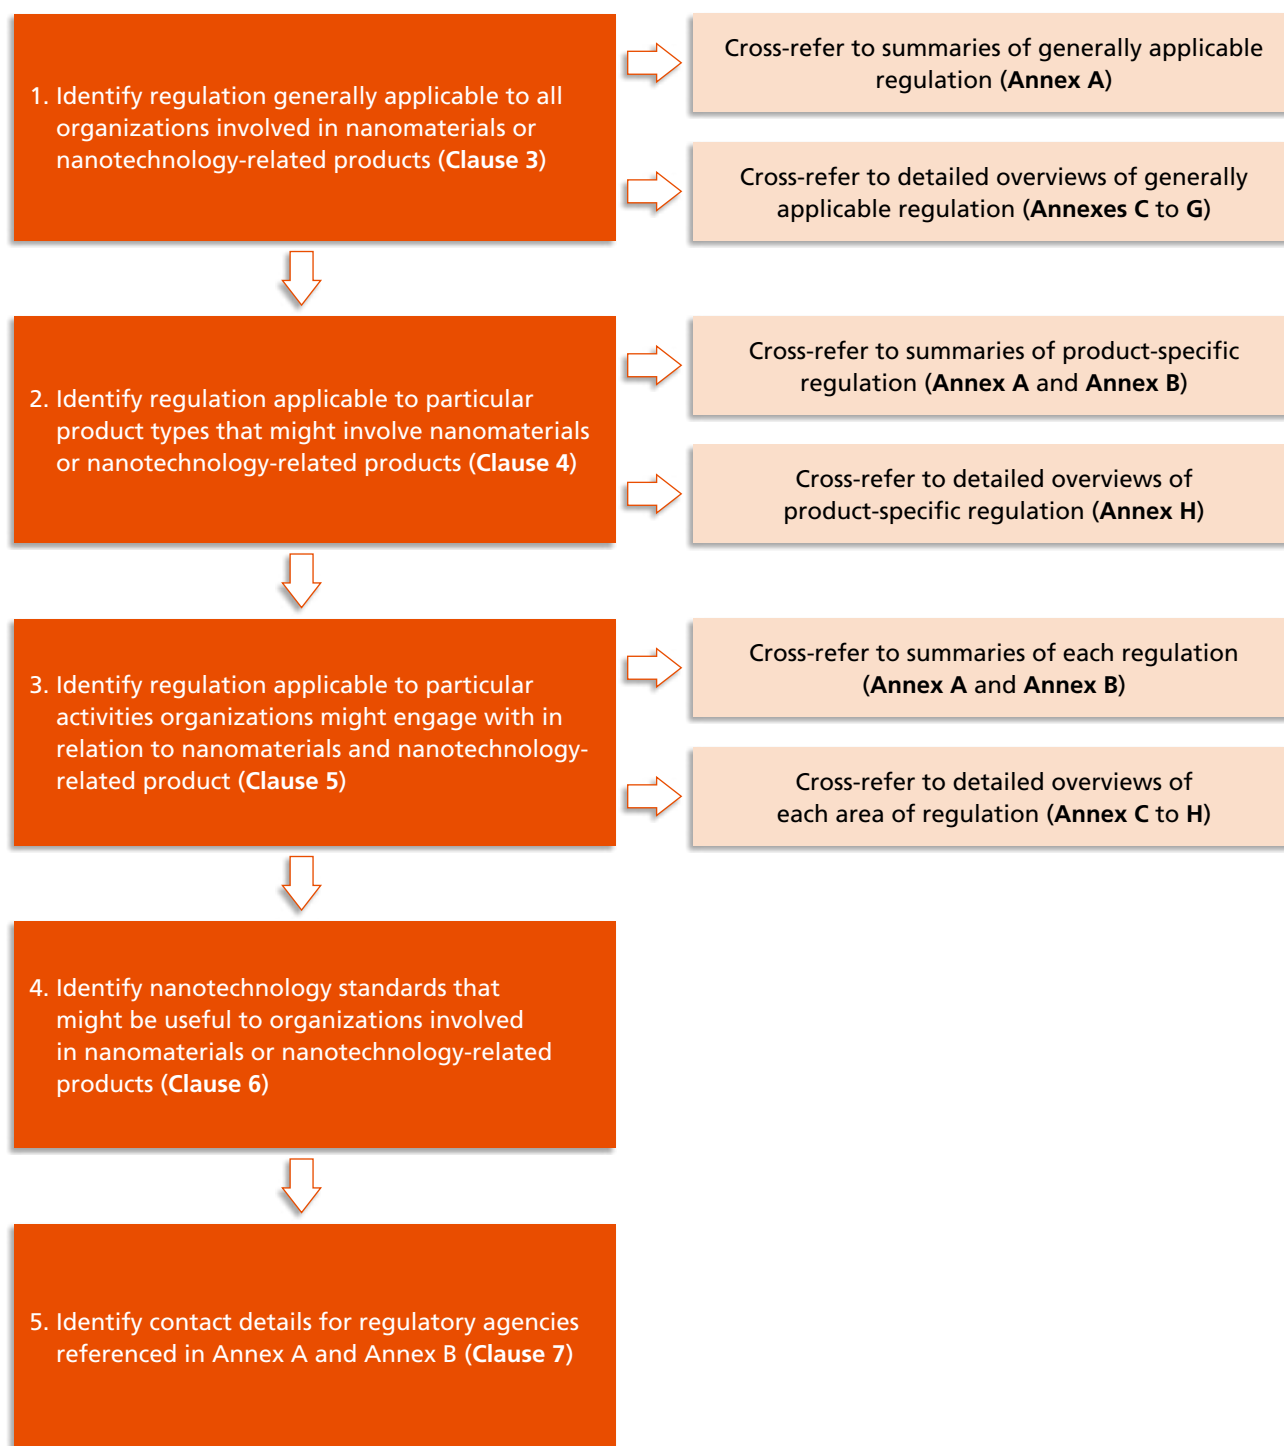 1. Identify regulation generally applicable to all
organizations involved in nanomaterials or
nanotechnology-related products (Clause 3)
Cross-refer to summaries of generally applicable
regulation (Annex A)
Cross-refer to detailed overviews of generally
applicable regulation (Annexes C to G)
2. Identify regulation applicable to particular
product types that might involve nanomaterials
or nanotechnology-related products (Clause 4)
Cross-refer to summaries of product-specific
regulation (Annex A and Annex B)
Cross-refer to detailed overviews of
product-specific regulation (Annex H)
3. Identify regulation applicable to particular
activities organizations might engage with in
relation to nanomaterials and nanotechnology-
related product (Clause 5)
Cross-refer to summaries of each regulation
(Annex A and Annex B)
Cross-refer to detailed overviews of
each area of regulation (Annex C to H)
4. Identify nanotechnology standards that
might be useful to organizations involved
in nanomaterials or nanotechnology-related
products (Clause 6)
5. Identify contact details for regulatory agencies
referenced in Annex A and Annex B (Clause 7)